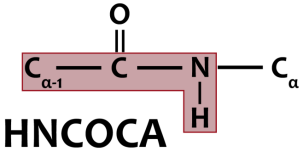 O
Cα-1 C N Cα
H
HNCOCA